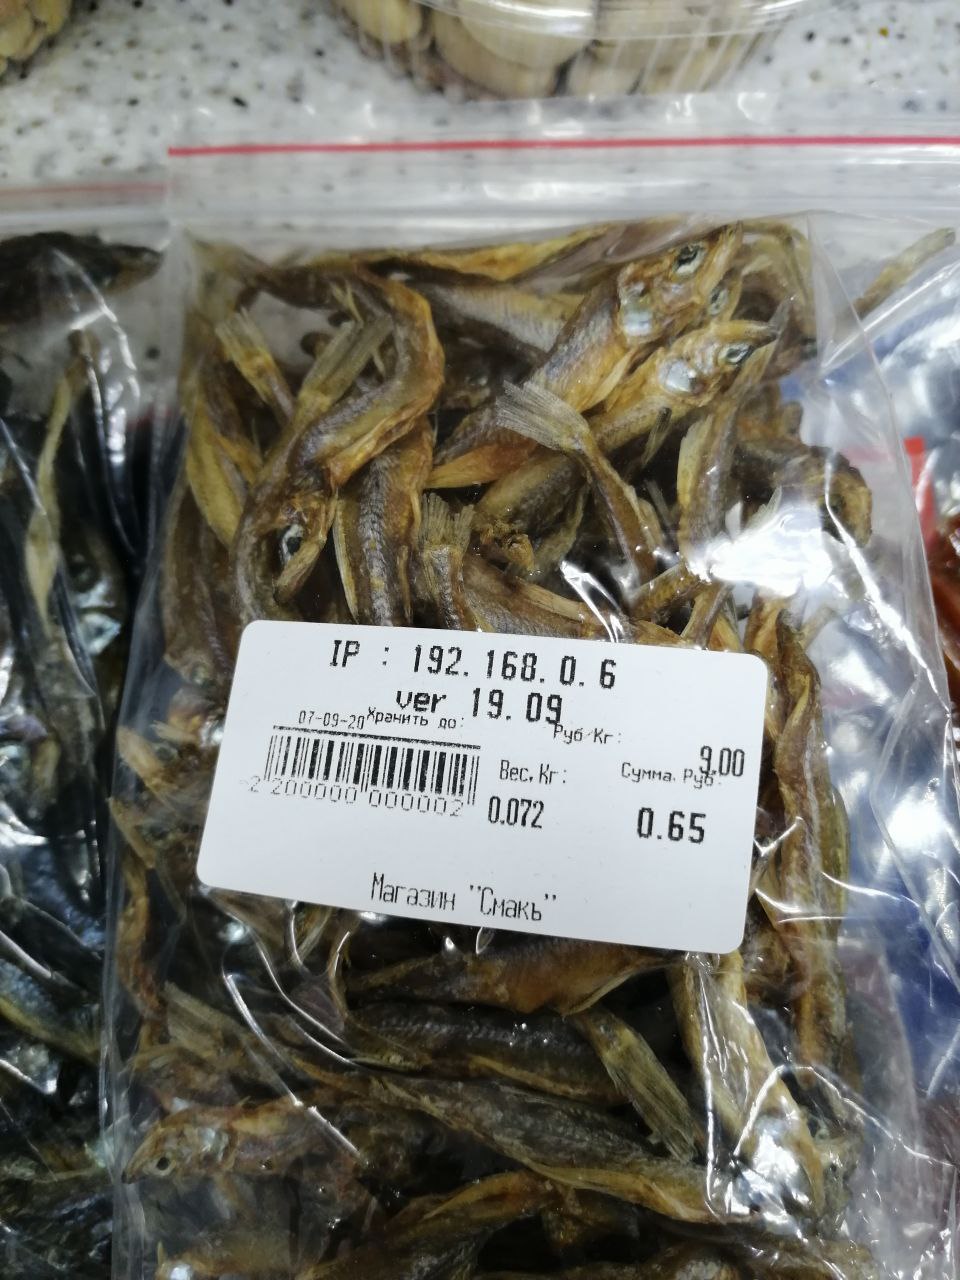 IP : 192.168.0.6
ver 19.09
07-09-20 Хранить до: Руб/Кг:
9.00
Вес, Кг: Сумма. Руб.
2 200000 000002 0.072 0.65
Магазин "Смакъ"